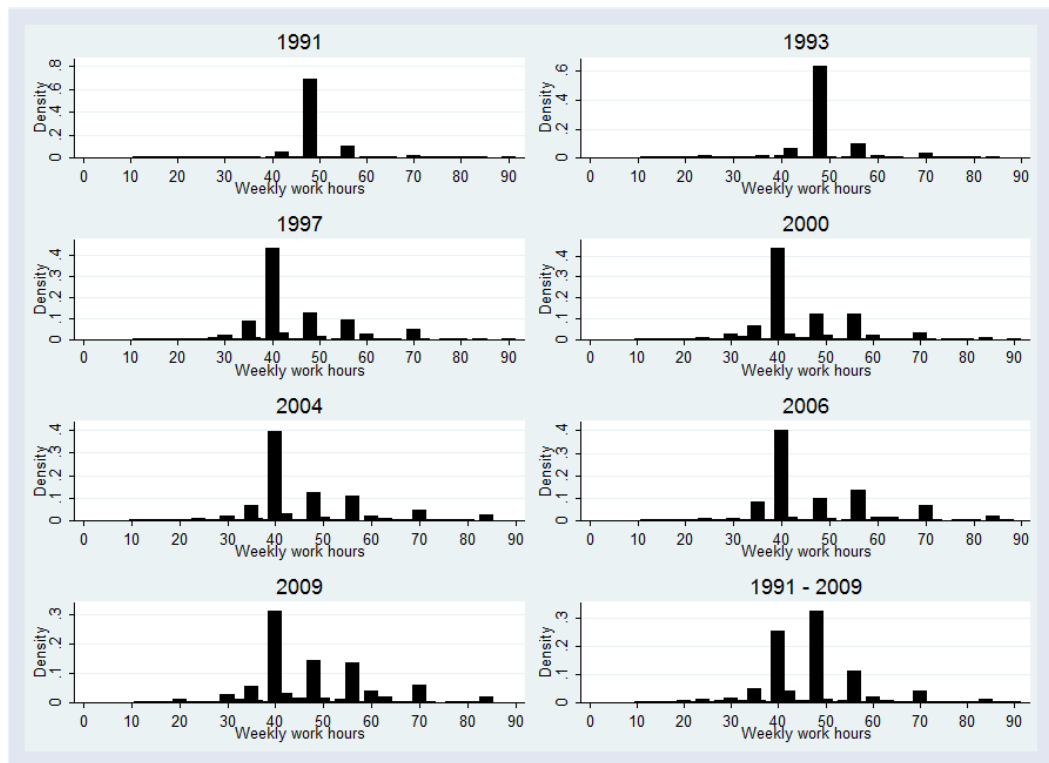 1991
1993
Density
0 .2 .4 .6 .8
0 10 20 30 40 50 60 70 80 90
Weekly work hours
Density
0 .2 .4 .6
0 10 20 30 40 50 60 70 80 90
Weekly work hours
1997
2000
Density
0 .1 .2 .3 .4
0 10 20 30 40 50 60 70 80 90
Weekly work hours
Density
0 .1 .2 .3 .4
0 10 20 30 40 50 60 70 80 90
Weekly work hours
2004
2006
Density
0 .1 .2 .3 .4
0 10 20 30 40 50 60 70 80 90
Weekly work hours
Density
0 .1 .2 .3 .4
0 10 20 30 40 50 60 70 80 90
Weekly work hours
2009
1991 - 2009
Density
0 .1 .2 .3
0 10 20 30 40 50 60 70 80 90
Weekly work hours
Density
0 .1 .2 .3
0 10 20 30 40 50 60 70 80 90
Weekly work hours